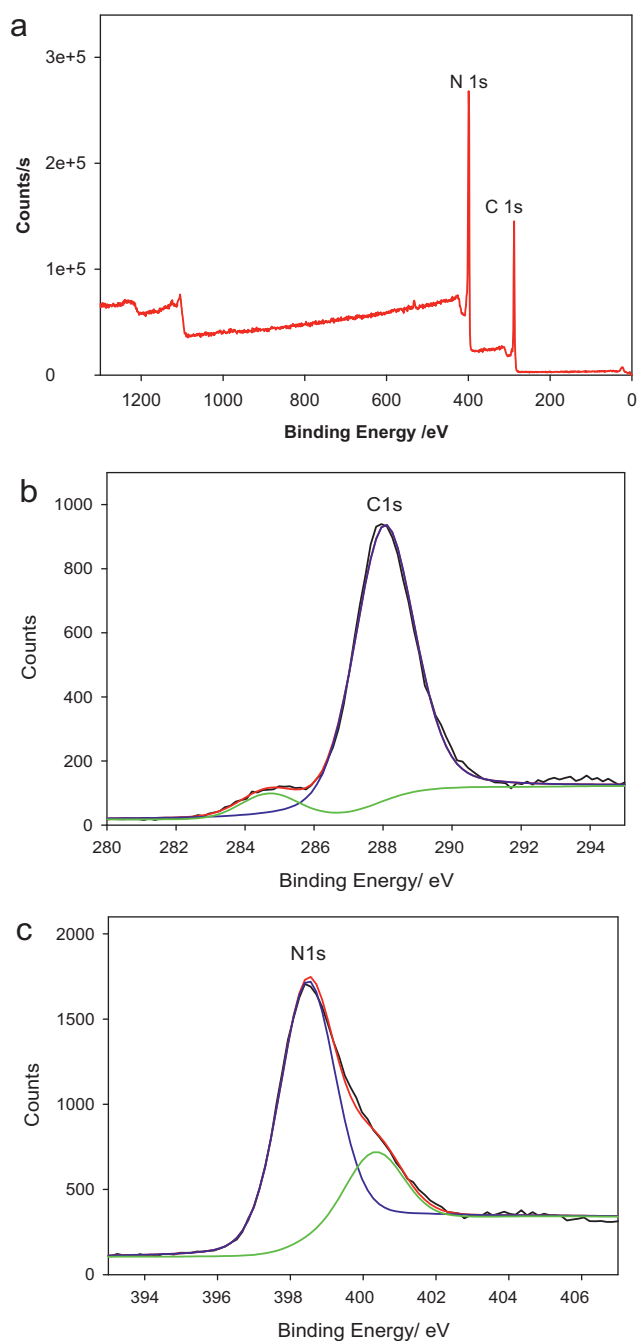 a
3e+5
2e+5
1e+5
0
Counts/s
N 1s
C 1s
1200 1000 800 600 400 200 0
Binding Energy /eV
b
1000
800
600
400
200
0
Counts
C1s
280 282 284 286 288 290 292 294
Binding Energy/ eV
c
2000
1500
1000
500
0
Counts
N1s
394 396 398 400 402 404 406
Binding Energy/ eV